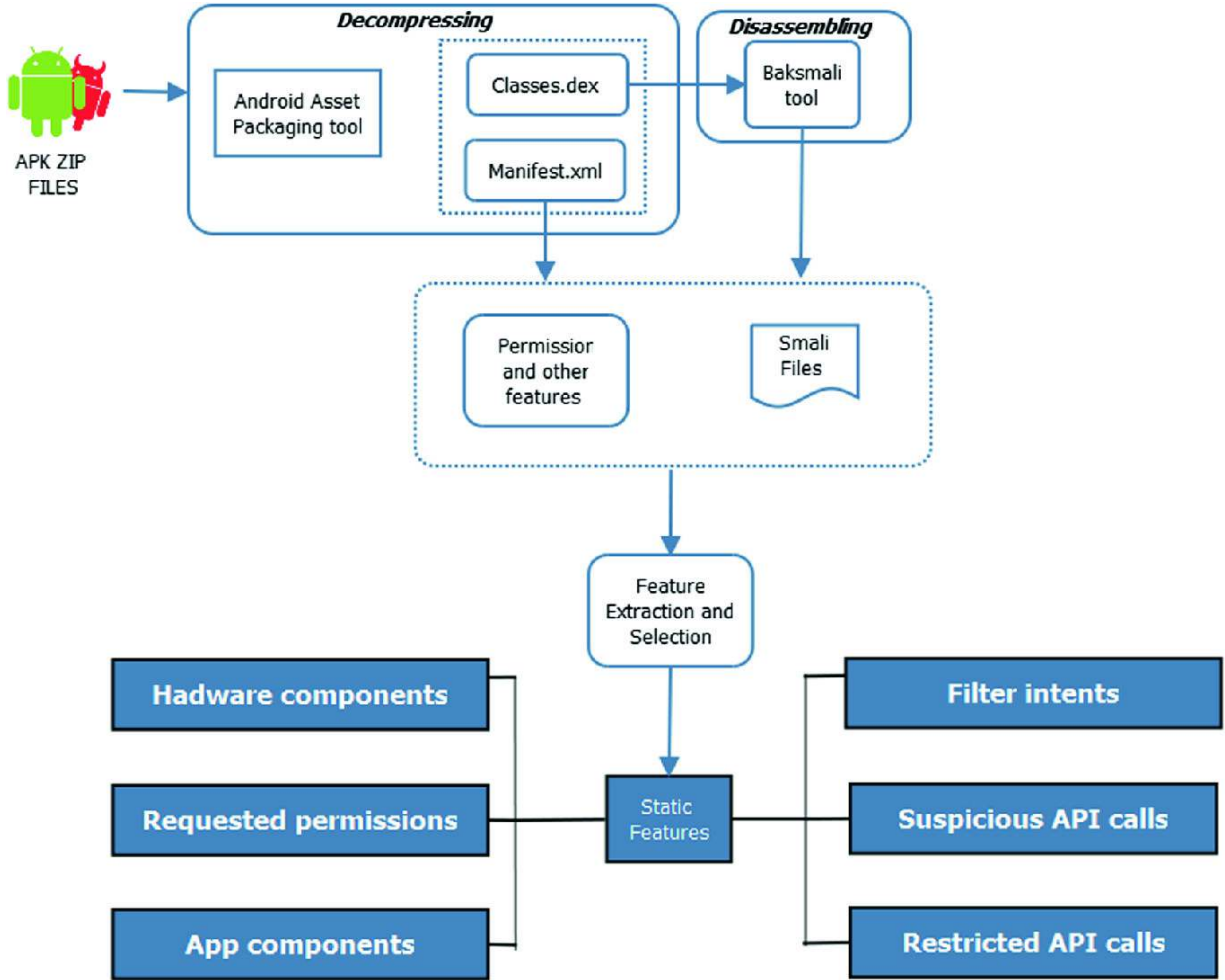 Decompressing
Disassembling
APK ZIP
FILES
Android Asset
Packaging tool
Classes.dex
Manifest.xml
Baksmali
tool
Permissior
and other
features
Smali
Files
Feature
Extraction and
Selection
Hadware components
Requested permissions
App components
Static
Features
Filter intents
Suspicious API calls
Restricted API calls